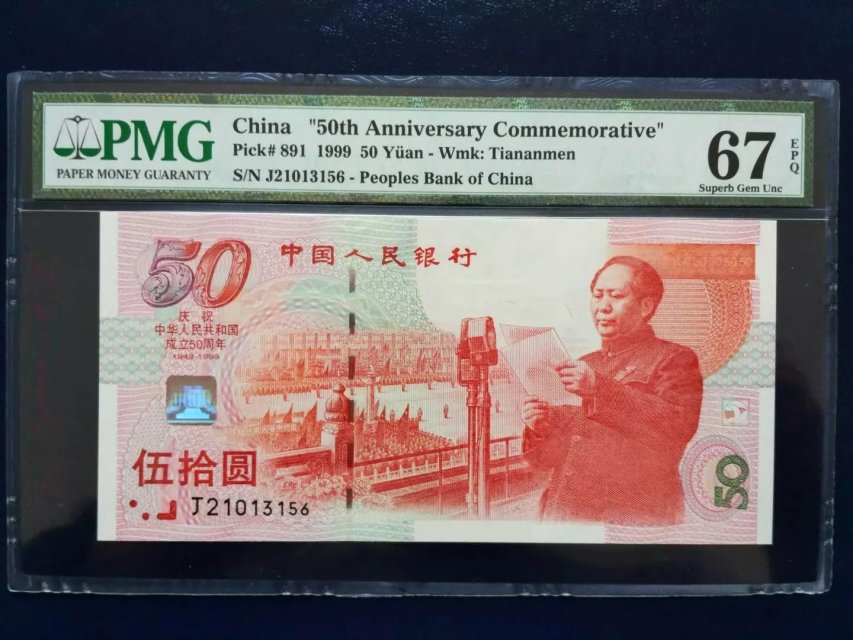 PMG
PAPER MONEY GUARANTY
China "50th Anniversary Commemorative"
Pick# 891 1999 50 Yüan - Wmk: Tiananmen
S/N J21013156 - Peoples Bank of China
67
EPQ
Superb Gem Unc
50
中国人民银行
庆祝
中华人民共和国
成立50周年
1949-1999
伍拾圆
J21013156
50